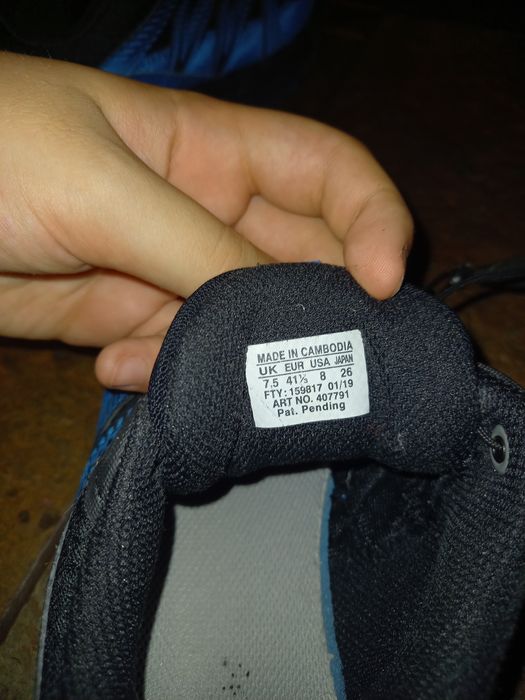 MADE IN CAMBODIA
UK EUR USA JAPAN
7.5 41⅓ 8 26
FTY: 159817 01/19
ART NO. 407791
Pat. Pending